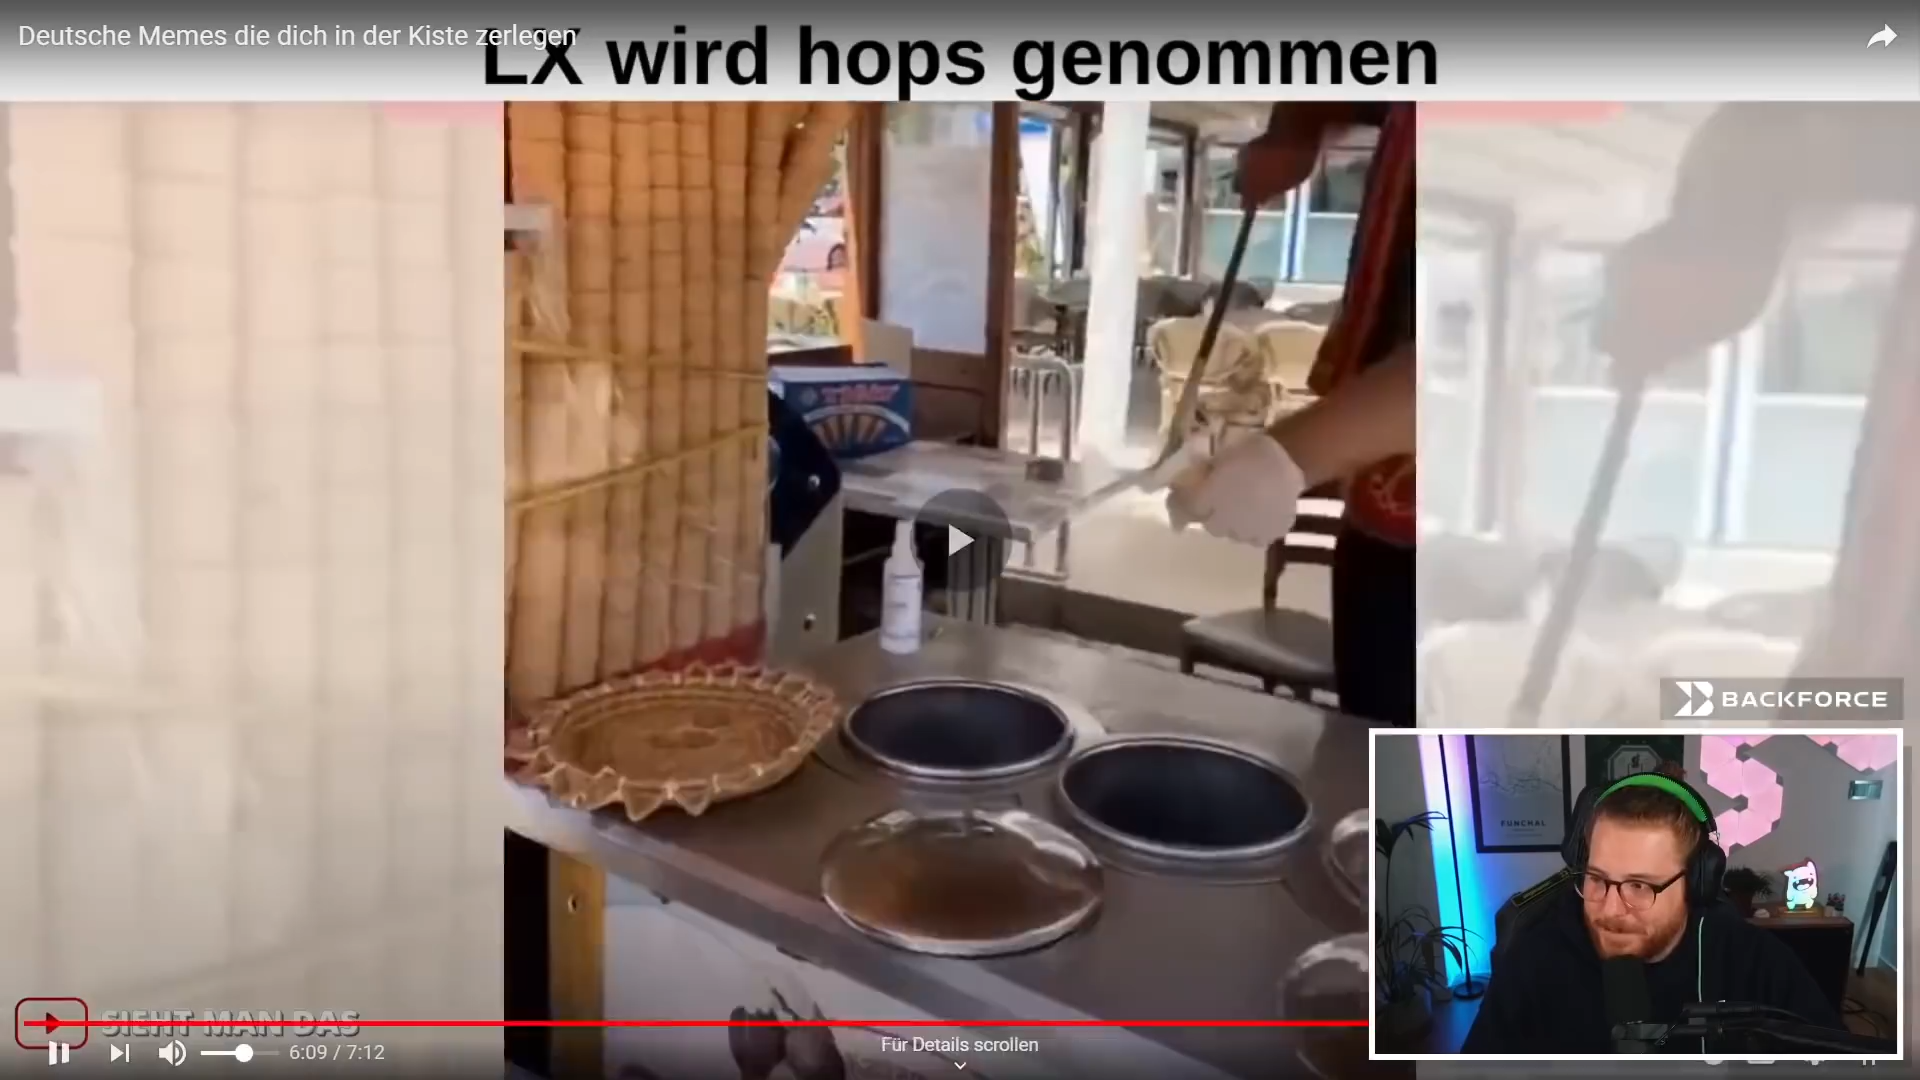 Deutsche Memes die dich in der Kiste zerlegen
LX wird hops genommen
BACKFORCE
FUNCHAL
SIEHT MAN DAS
6:09 / 7:12
Für Details scrollen